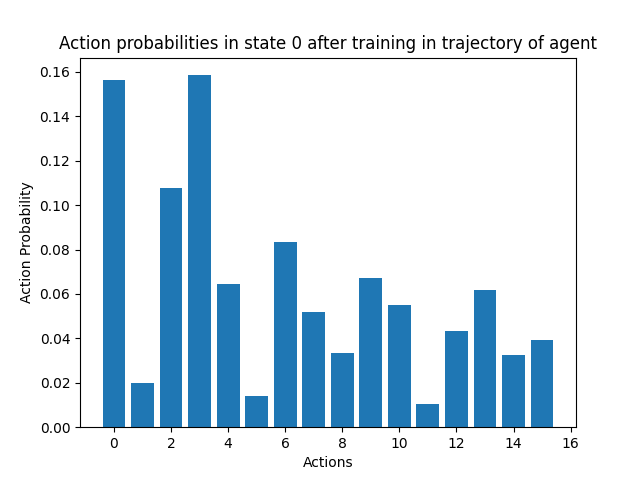 Action probabilities in state 0 after training in trajectory of agent
0.16
0.14
0.12
0.10
0.08
0.06
0.04
0.02
0.00
Action Probability
0 2 4 6 8 10 12 14 16
Actions